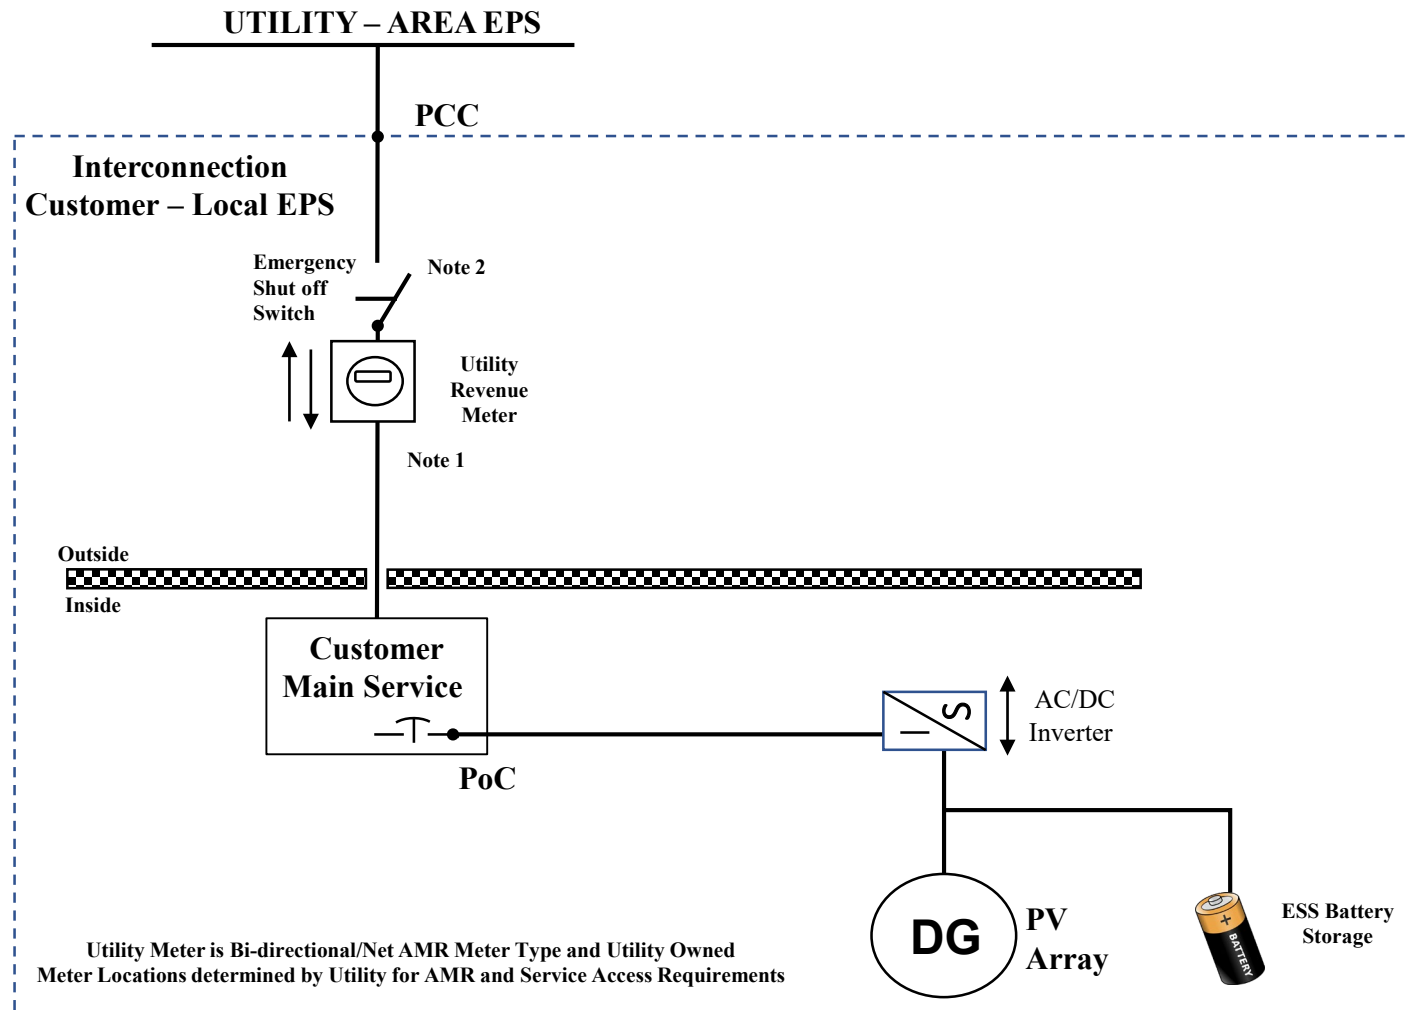 UTILITY – AREA EPS
PCC
Interconnection
Customer – Local EPS
Emergency
Shut off
Switch
Note 2
Utility
Revenue
Meter
Note 1
Outside
Inside
Customer
Main Service
PoC
AC/DC
Inverter
DG
PV
Array
+
BATTERY
ESS Battery
Storage
Utility Meter is Bi-directional/Net AMR Meter Type and Utility Owned
Meter Locations determined by Utility for AMR and Service Access Requirements